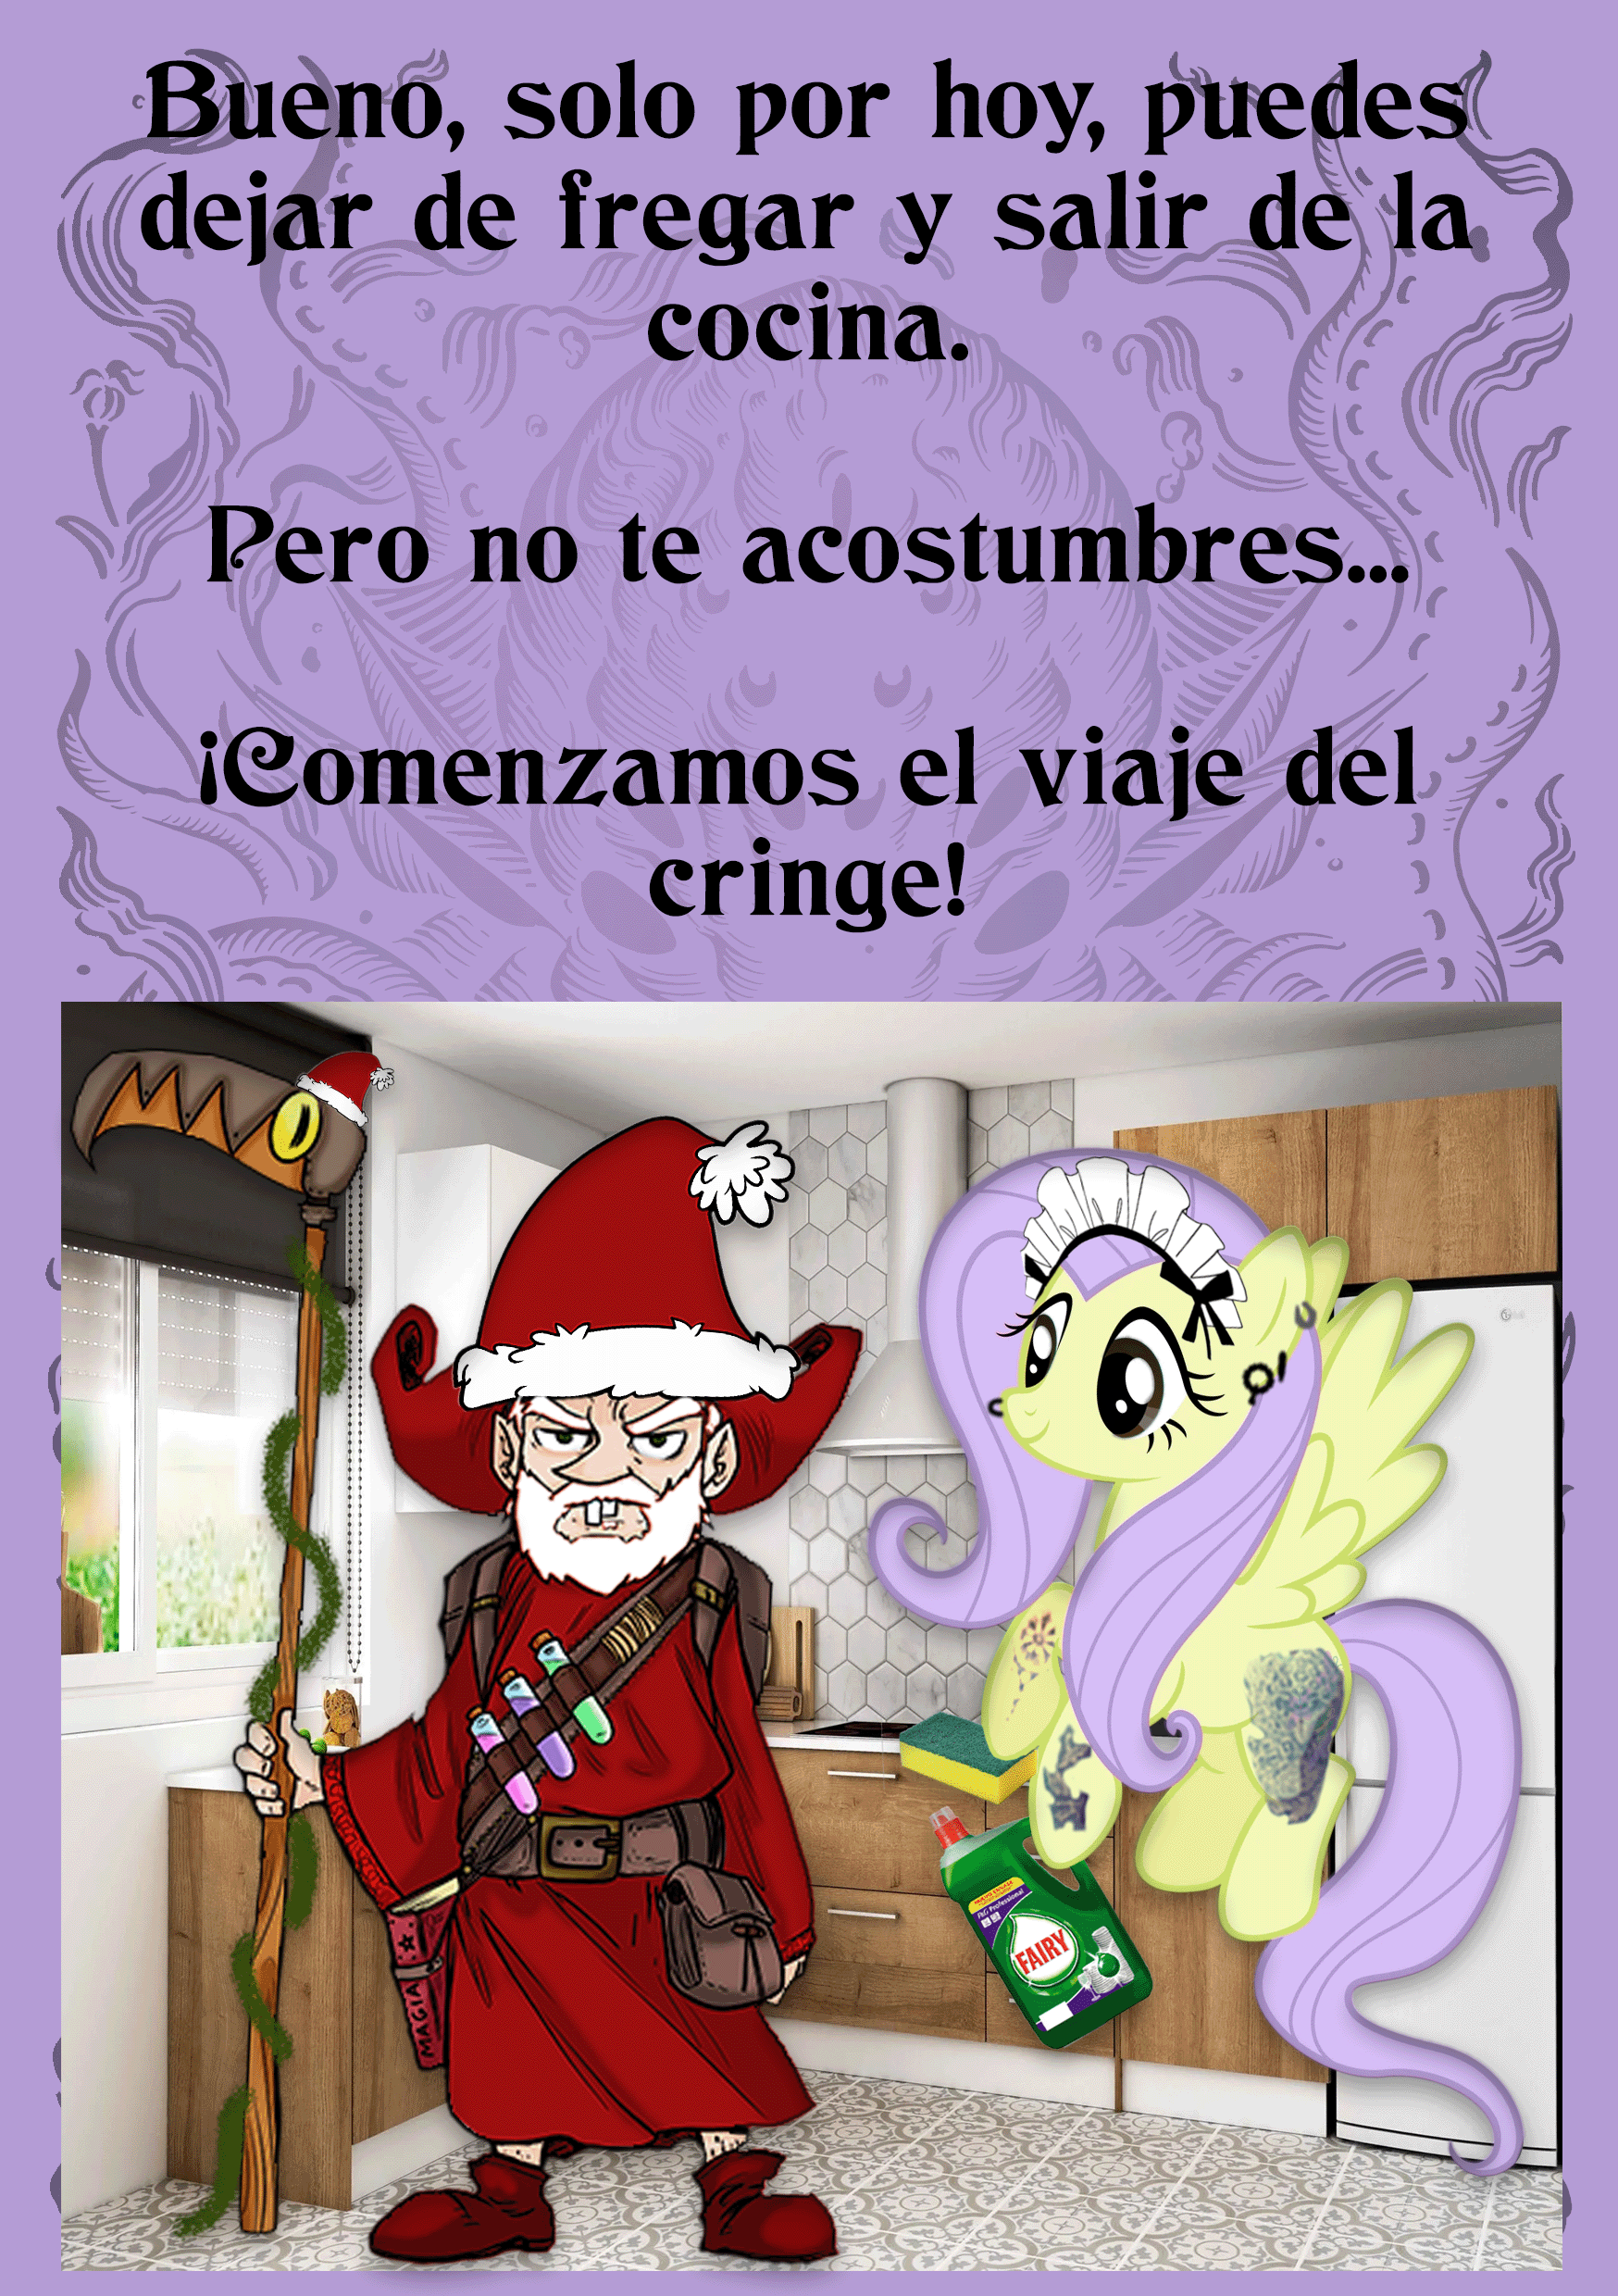 Bueno, solo por hoy, puedes
dejar de fregar y salir de la
cocina.
Pero no te acostumbres...
¡Comenzamos el viaje del
cringe!
MAGIA
P&G Professional
FAIRY